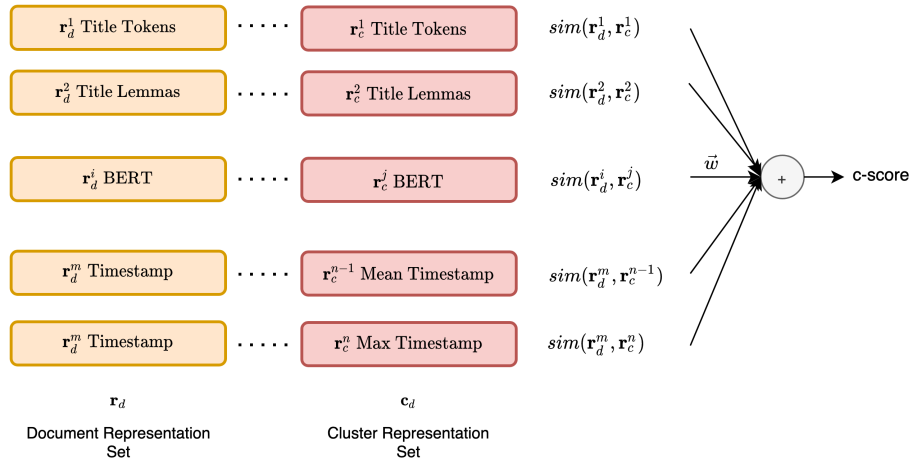 r_d^1 Title Tokens ..... r_c^1 Title Tokens sim(r_d^1, r_c^1)
r_d^2 Title Lemmas ..... r_c^2 Title Lemmas sim(r_d^2, r_c^2)
r_d^i BERT ..... r_c^j BERT sim(r_d^i, r_c^j) \vec{w} + c-score
r_d^m Timestamp ..... r_c^{n-1} Mean Timestamp sim(r_d^m, r_c^{n-1})
r_d^m Timestamp ..... r_c^n Max Timestamp sim(r_d^m, r_c^n)
r_d c_d
Document Representation Cluster Representation
Set Set